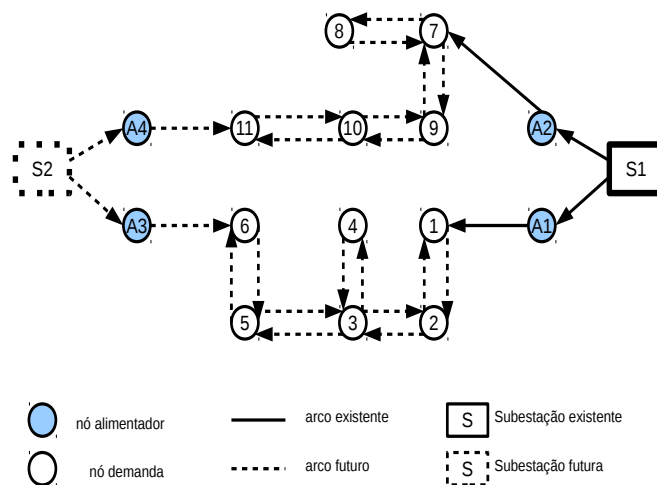 8 7
A4 11 10 9 A2
S2 S1
A3 6 4 1 A1
5 3 2
nó alimentador arco existente S Subestação existente
nó demanda arco futuro S Subestação futura